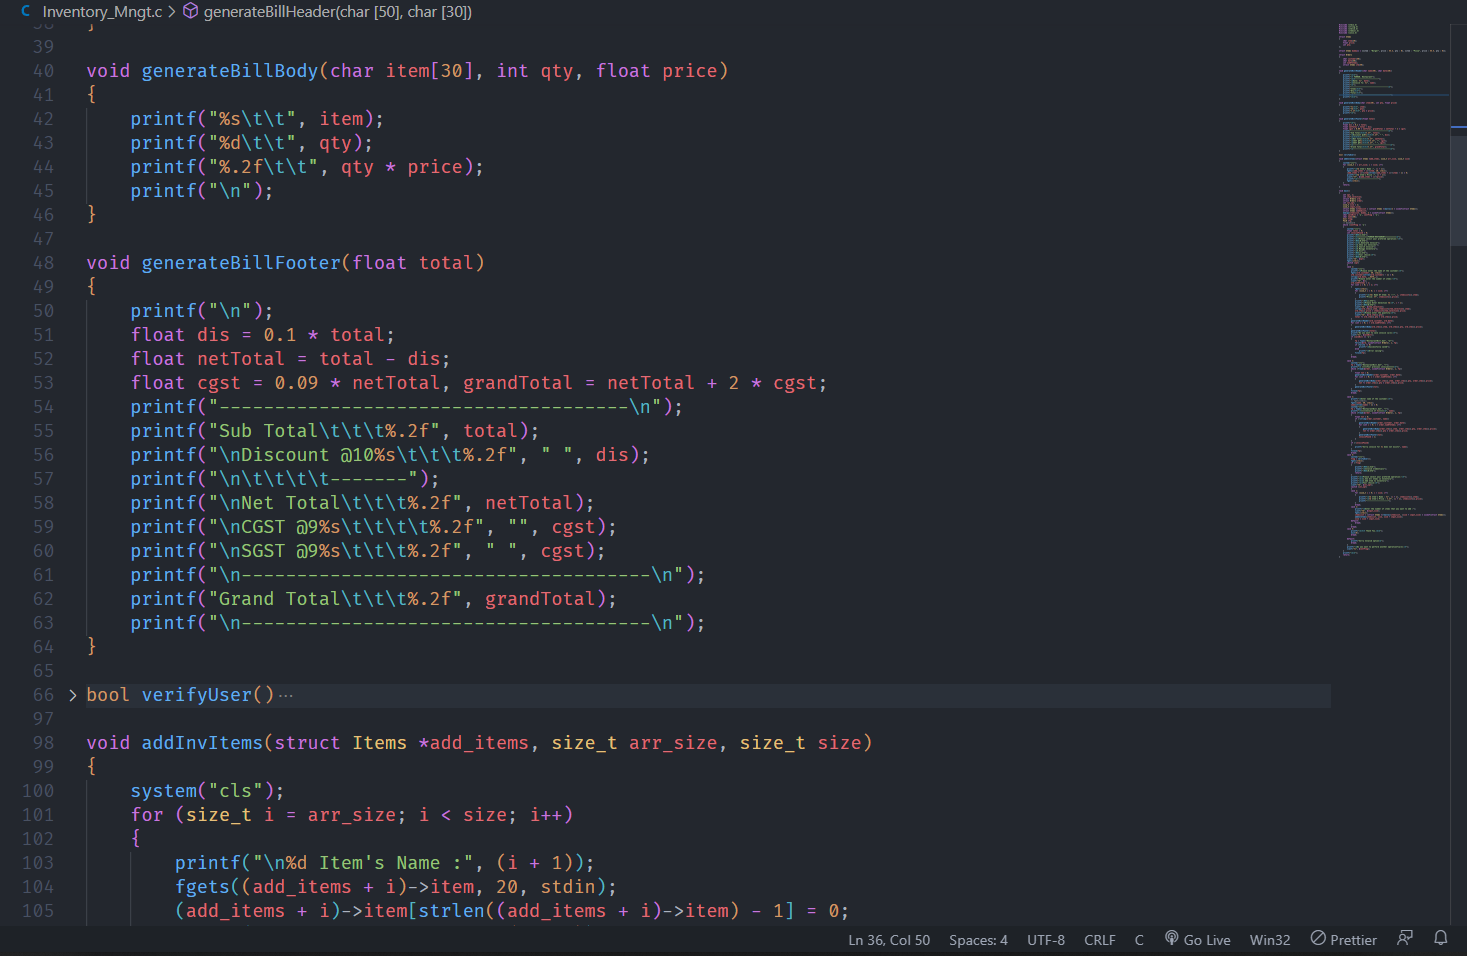 C Inventory_Mngt.c > generateBillHeader(char [50], char [30])
38 }
39
40 void generateBillBody(char item[30], int qty, float price)
41 {
42 printf("%s\t\t", item);
43 printf("%d\t\t", qty);
44 printf("%.2f\t\t", qty * price);
45 printf("\n");
46 }
47
48 void generateBillFooter(float total)
49 {
50 printf("\n");
51 float dis = 0.1 * total;
52 float netTotal = total - dis;
53 float cgst = 0.09 * netTotal, grandTotal = netTotal + 2 * cgst;
54 printf("-------------------------------------\n");
55 printf("Sub Total\t\t\t%.2f", total);
56 printf("\nDiscount @10%s\t\t\t%.2f", " ", dis);
57 printf("\n\t\t\t\t-------");
58 printf("\nNet Total\t\t\t%.2f", netTotal);
59 printf("\nCGST @9%s\t\t\t\t%.2f", "", cgst);
60 printf("\nSGST @9%s\t\t\t%.2f", " ", cgst);
61 printf("\n-------------------------------------\n");
62 printf("Grand Total\t\t\t%.2f", grandTotal);
63 printf("\n-------------------------------------\n");
64 }
65
66 > bool verifyUser() ···
97
98 void addInvItems(struct Items *add_items, size_t arr_size, size_t size)
99 {
100 system("cls");
101 for (size_t i = arr_size; i < size; i++)
102 {
103 printf("\n%d Item's Name :", (i + 1));
104 fgets((add_items + i)->item, 20, stdin);
105 (add_items + i)->item[strlen((add_items + i)->item) - 1] = 0;
Ln 36, Col 50 Spaces: 4 UTF-8 CRLF C Go Live Win32 Prettier